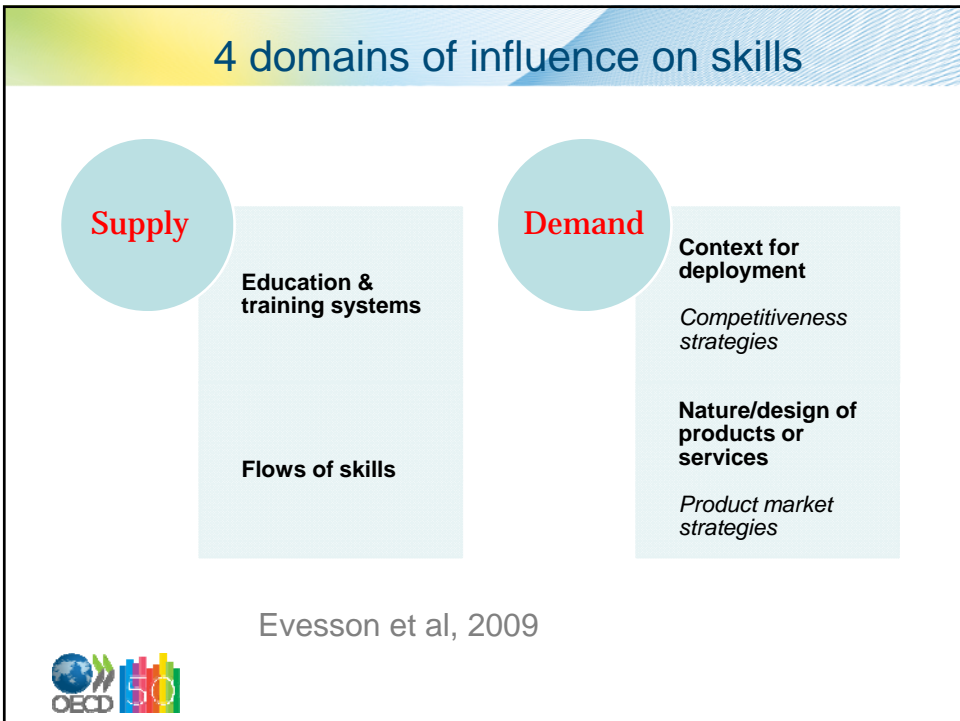 4 domains of influence on skills
Supply
Education &
training systems
Flows of skills
Demand
Context for
deployment
Competitiveness
strategies
Nature/design of
products or
services
Product market
strategies
Evesson et al, 2009
OECD 50